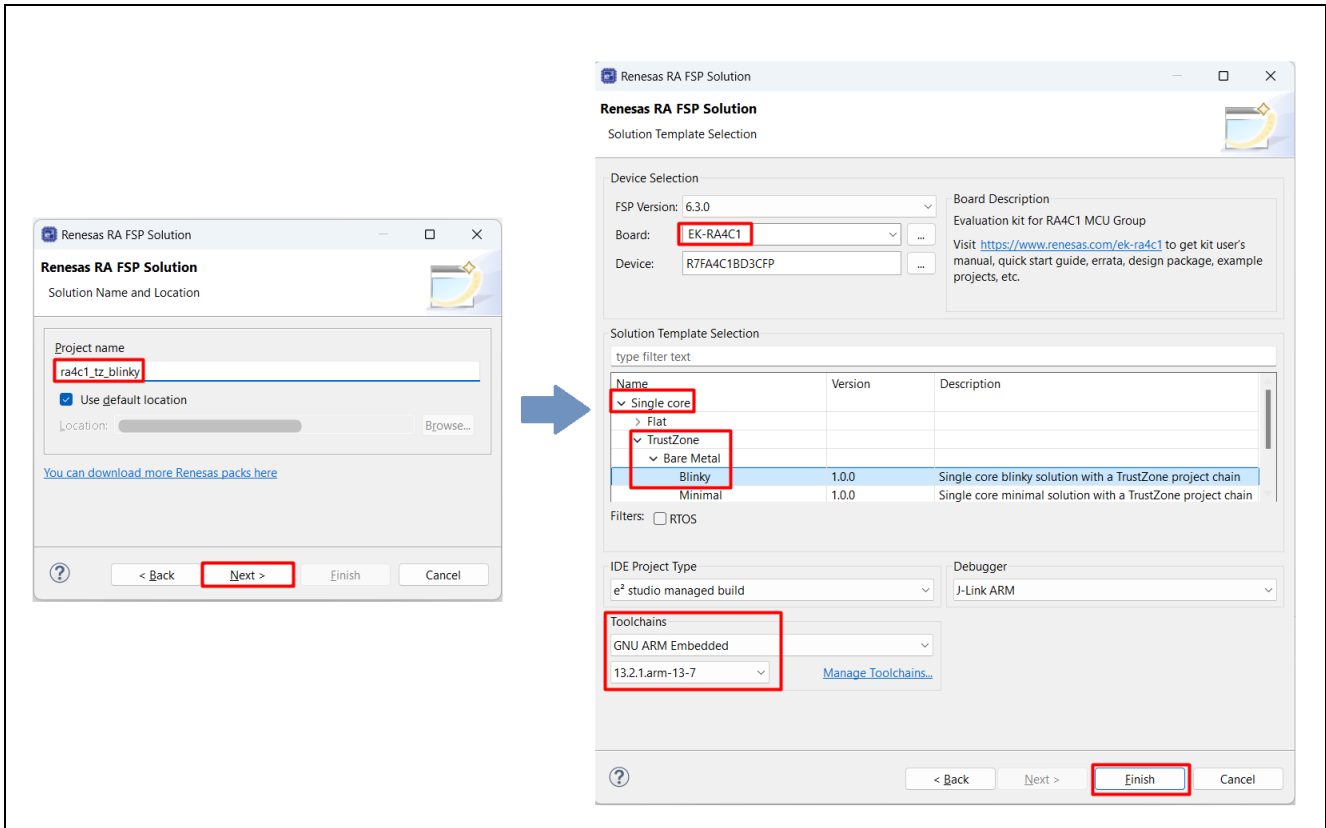 Renesas RA FSP Solution
Renesas RA FSP Solution
Solution Name and Location
Project name
ra4c1_tz_blinky
Use default location
Location:
Browse...
You can download more Renesas packs here
?
< Back
Next >
Finish
Cancel
Renesas RA FSP Solution
Renesas RA FSP Solution
Solution Template Selection
Device Selection
FSP Version: 6.3.0
Board: EK-RA4C1 ...
Device: R7FA4C1BD3CFP ...
Board Description
Evaluation kit for RA4C1 MCU Group
Visit https://www.renesas.com/ek-ra4c1 to get kit user's
manual, quick start guide, errata, design package, example
projects, etc.
Solution Template Selection
type filter text
Name Version Description
Single core
Flat
TrustZone
Bare Metal
Blinky 1.0.0 Single core blinky solution with a TrustZone project chain
Minimal 1.0.0 Single core minimal solution with a TrustZone project chain
Filters: RTOS
IDE Project Type
e² studio managed build
Debugger
J-Link ARM
Toolchains
GNU ARM Embedded
13.2.1.arm-13-7
Manage Toolchains...
?
< Back
Next >
Finish
Cancel